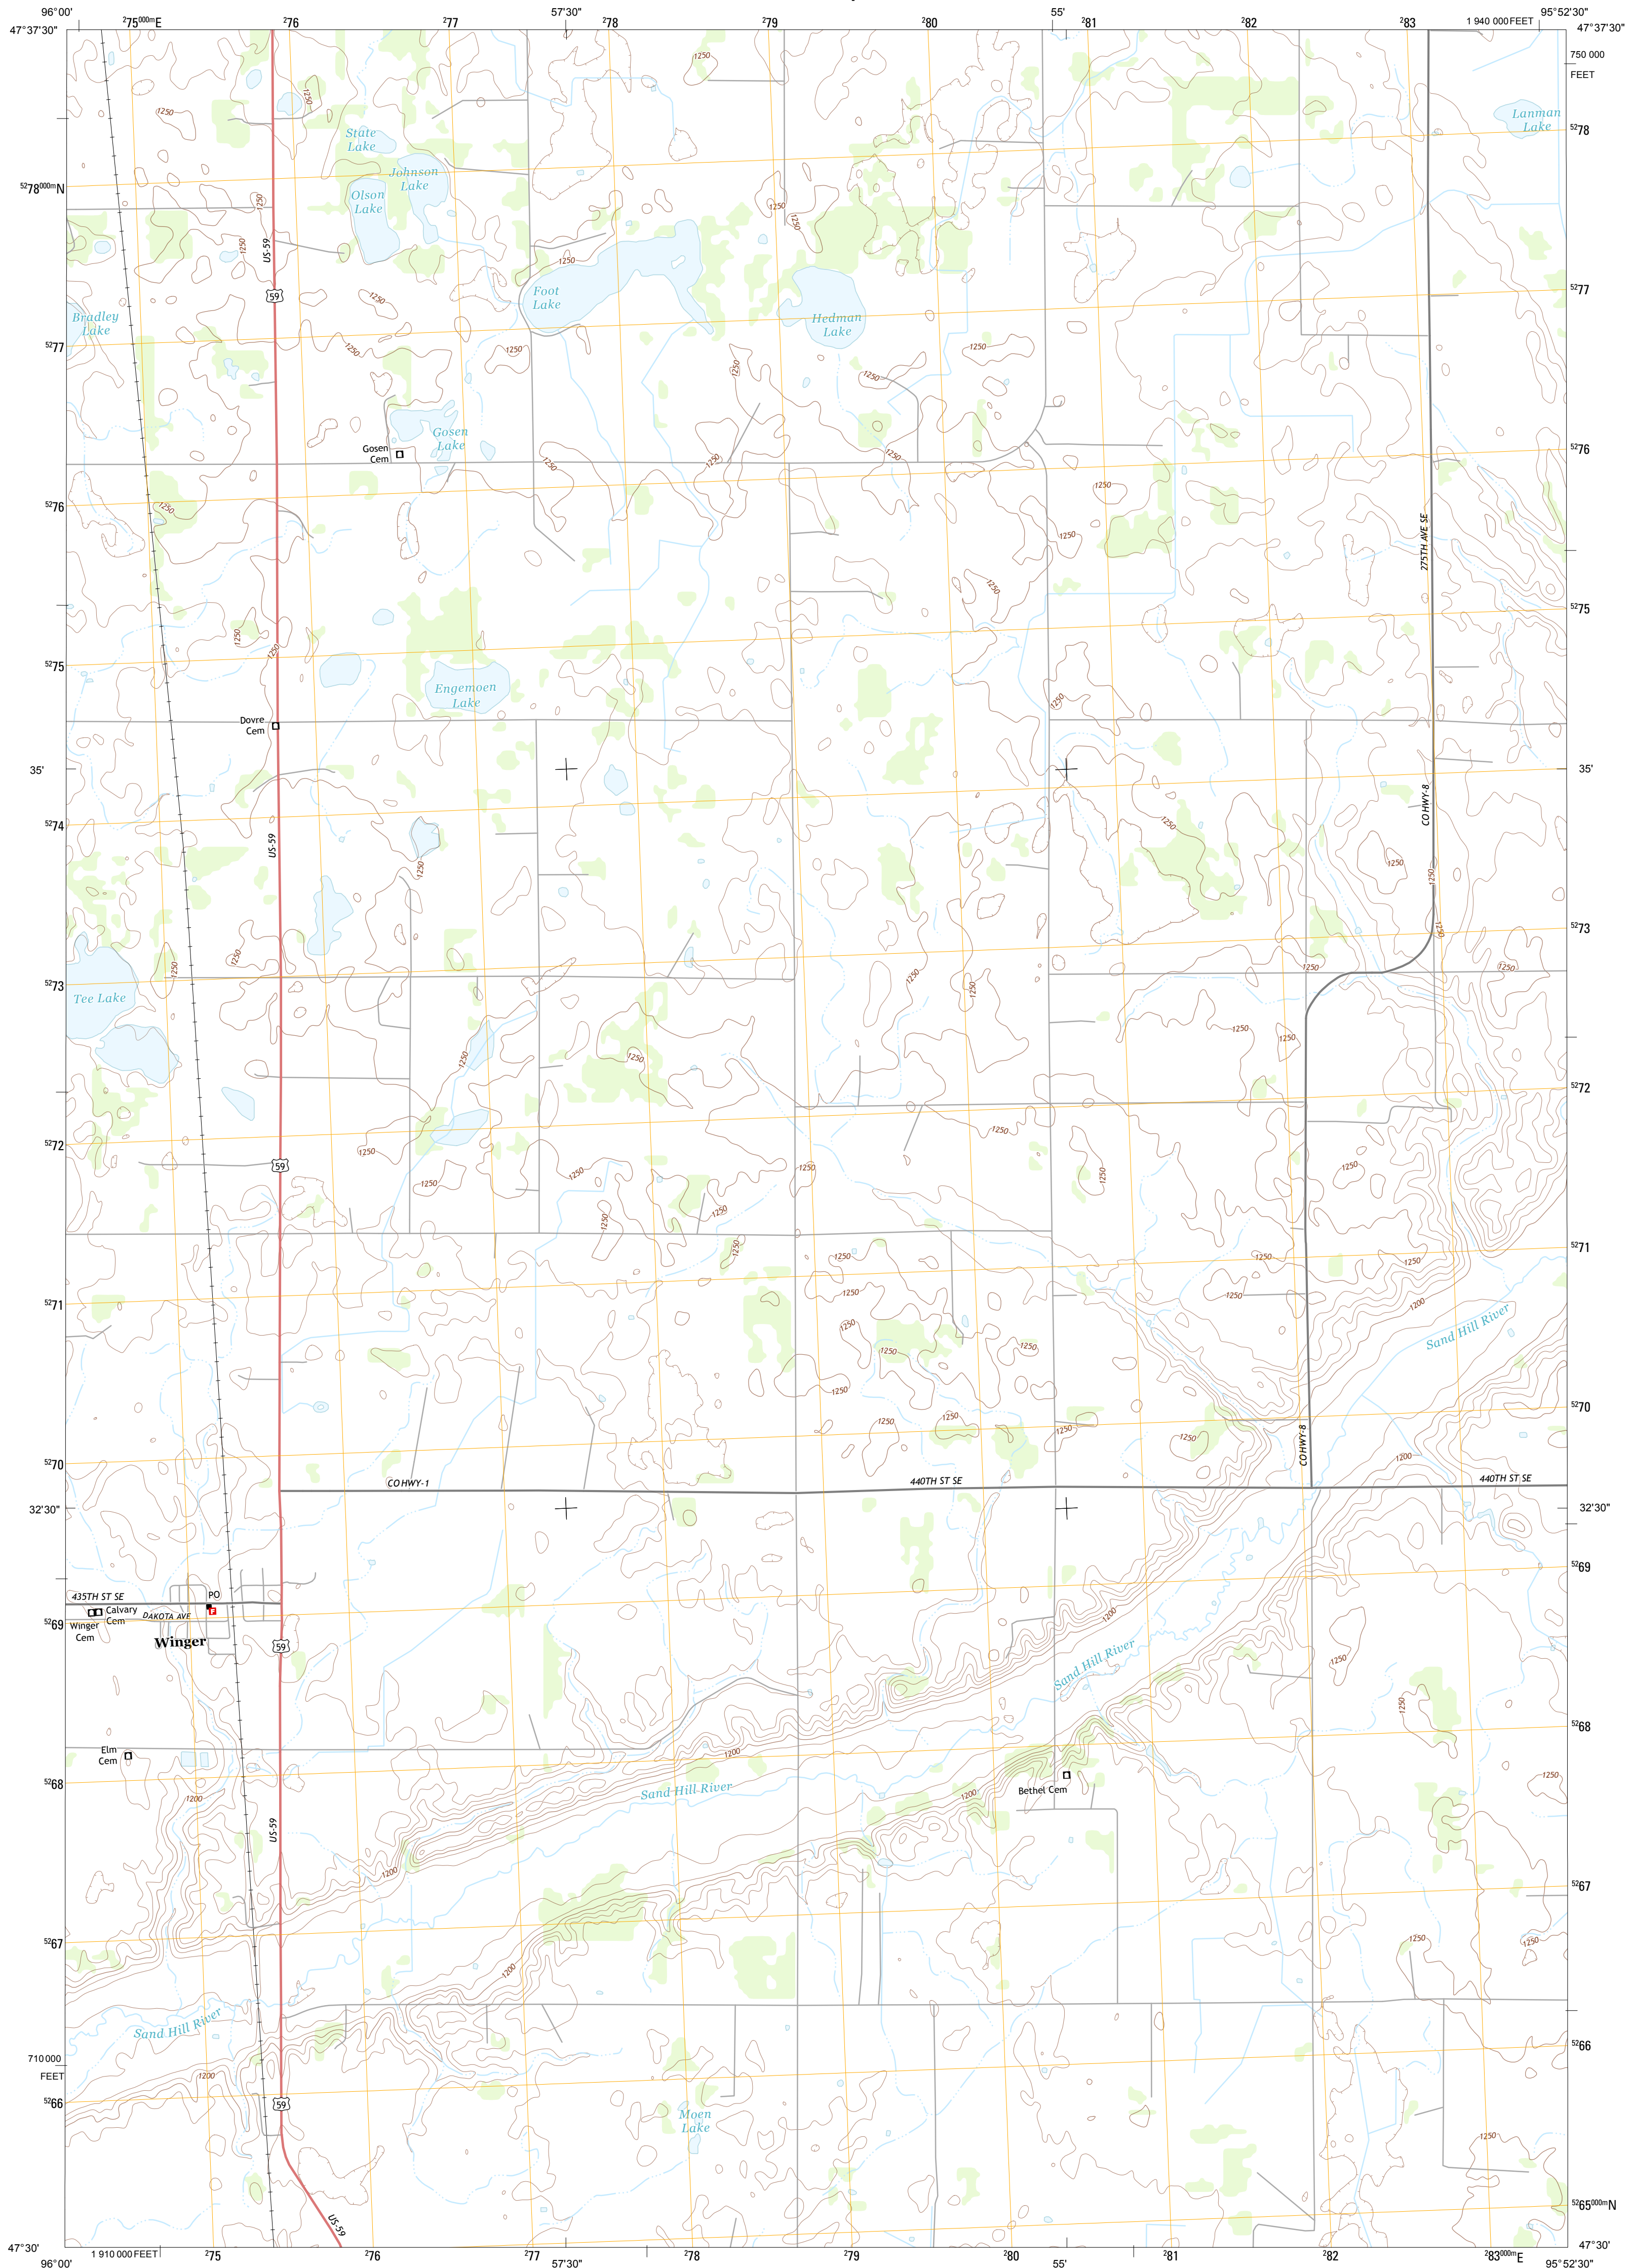 96°00'
²75⁰⁰⁰ᵐE
²76
²77
57'30"
²78
²79
²80
55'
²81
²82
²83
1 940 000 FEET
95°52'30"
47°37'30"
47°37'30"
750 000
FEET
State
Lake
Johnson
Lake
Olson
Lake
Lanman
Lake
⁵²78
⁵²78⁰⁰⁰ᵐN
US-59
59
Foot
Lake
Hedman
Lake
Bradley
Lake
⁵²77
⁵²77
Gosen
Lake
Gosen
Cem
⁵²76
⁵²76
275TH AVE SE
⁵²75
⁵²75
Engemoen
Lake
Dovre
Cem
35'
35'
CO HWY-8
US-59
⁵²74
⁵²74
⁵²73
⁵²73
Tee Lake
⁵²72
⁵²72
59
⁵²71
⁵²71
Sand Hill River
⁵²70
⁵²70
CO HWY-8
CO HWY-1
440TH ST SE
440TH ST SE
32'30"
32'30"
⁵²69
⁵²69
435TH ST SE
PO
F
Calvary
Cem
DAKOTA AVE
Winger
Cem
Winger
59
Sand Hill River
⁵²68
⁵²68
Elm
Cem
Sand Hill River
Bethel Cem
US-59
1200
1250
⁵²67
⁵²67
Sand Hill River
⁵²66
⁵²66
710 000
FEET
59
Moen
Lake
US-59
⁵²65⁰⁰⁰ᵐN
47°30'
47°30'
1 910 000 FEET
96°00'
²75
²76
²77
57'30"
²78
²79
²80
55'
²81
²82
²83⁰⁰⁰ᵐE
95°52'30"